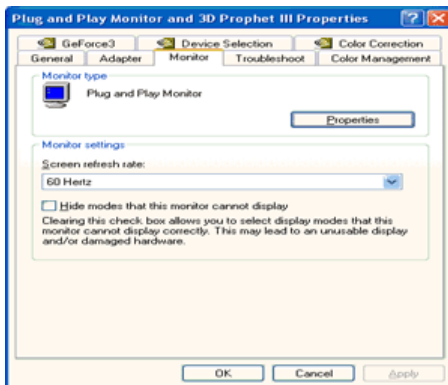 Plug and Play Monitor and 3D Prophet III Properties
GeForce3 Device Selection Color Correction
General Adapter Monitor Troubleshoot Color Management
Monitor type
Plug and Play Monitor
Properties
Monitor settings
Screen refresh rate:
60 Hertz
Hide modes that this monitor cannot display
Clearing this check box allows you to select display modes that this
monitor cannot display correctly. This may lead to an unusable display
and/or damaged hardware.
OK Cancel Apply